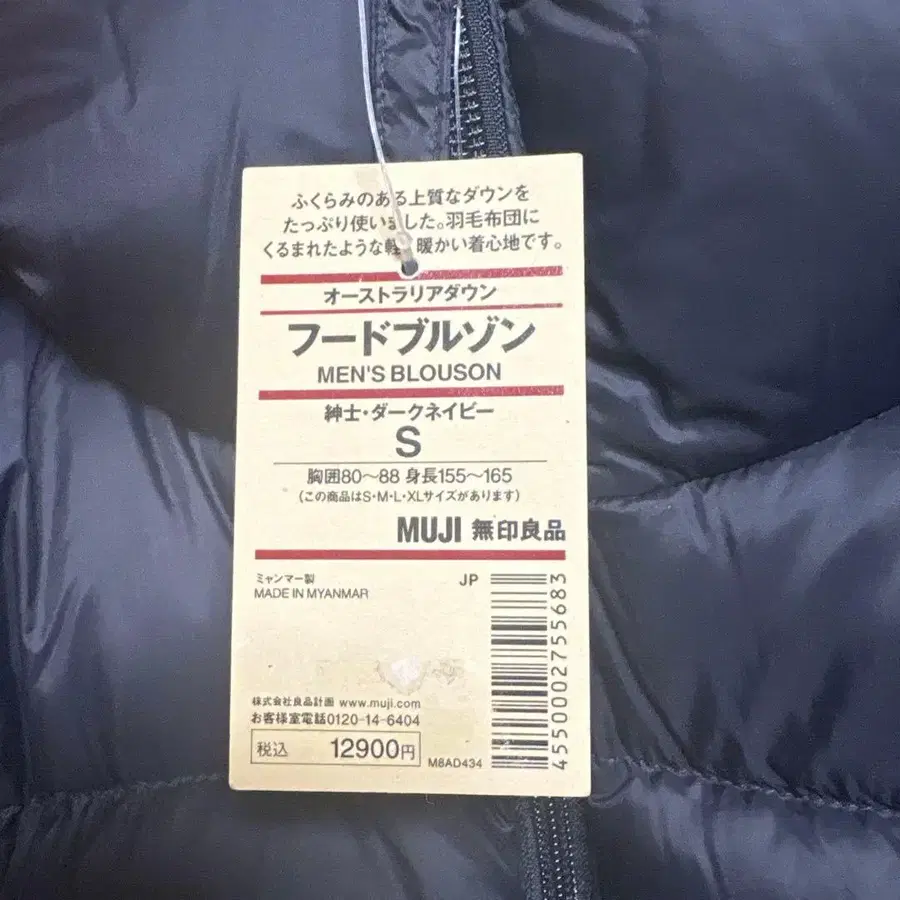 ふくらみのある上質なダウンを
たっぷり使いました。羽毛布団に
くるまれたような軽 暖かい着心地です。
オーストラリアダウン
フードブルゾン
MEN'S BLOUSON
紳士・ダークネイビー
S
胸囲80〜88 身長155〜165
(この商品はS・M・L・XLサイズがあります)
MUJI 無印良品
ミャンマー製
MADE IN MYANMAR
JP
4550002755683
株式会社良品計画 www.muji.com
お客様室電話0120-14-6404
税込 12900円
M8AD434